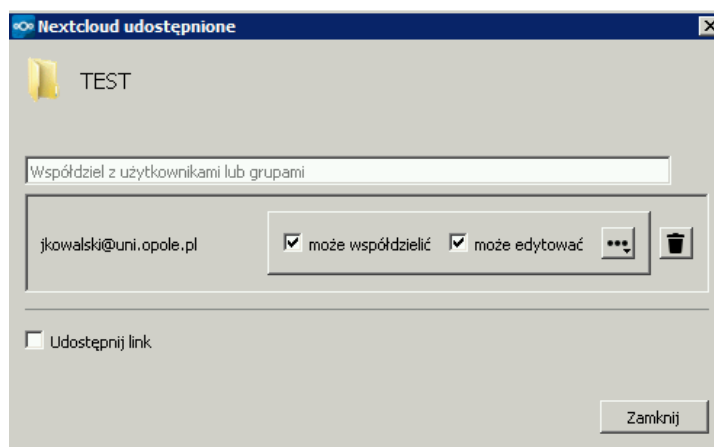 Nextcloud udostępnione
TEST
Współdziel z użytkownikami lub grupami
jkowalski@uni.opole.pl może współdzielić może edytować
Udostępnij link
Zamknij